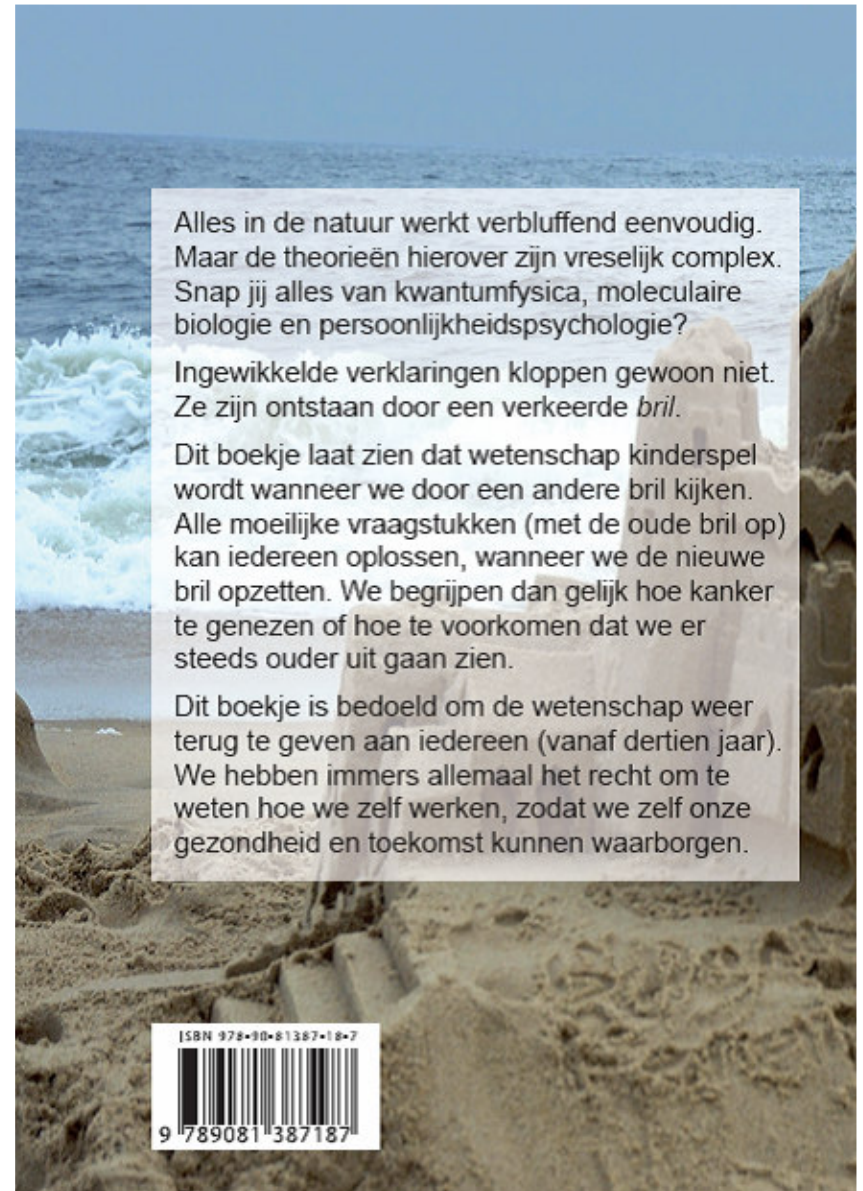 Alles in de natuur werkt verbluffend eenvoudig.
Maar de theorieën hierover zijn vreselijk complex.
Snap jij alles van kwantumfysica, moleculaire
biologie en persoonlijkheidspsychologie?
Ingewikkelde verklaringen kloppen gewoon niet.
Ze zijn ontstaan door een verkeerde bril.
Dit boekje laat zien dat wetenschap kinderspel
wordt wanneer we door een andere bril kijken.
Alle moeilijke vraagstukken (met de oude bril op)
kan iedereen oplossen, wanneer we de nieuwe
bril opzetten. We begrijpen dan gelijk hoe kanker
te genezen of hoe te voorkomen dat we er
steeds ouder uit gaan zien.
Dit boekje is bedoeld om de wetenschap weer
terug te geven aan iedereen (vanaf dertien jaar).
We hebben immers allemaal het recht om te
weten hoe we zelf werken, zodat we zelf onze
gezondheid en toekomst kunnen waarborgen.
ISBN 978-90-81387-18-7
9 789081 387187